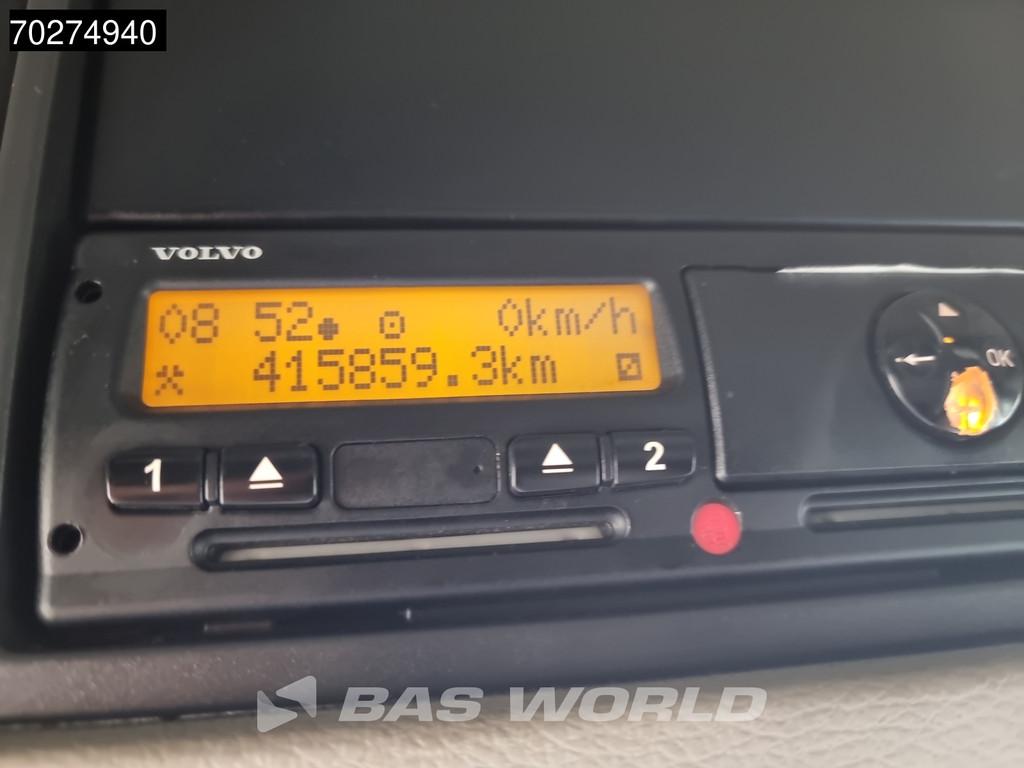 70274940
VOLVO
08 52 0km/h
415859.3km
1 2
OK
BAS WORLD